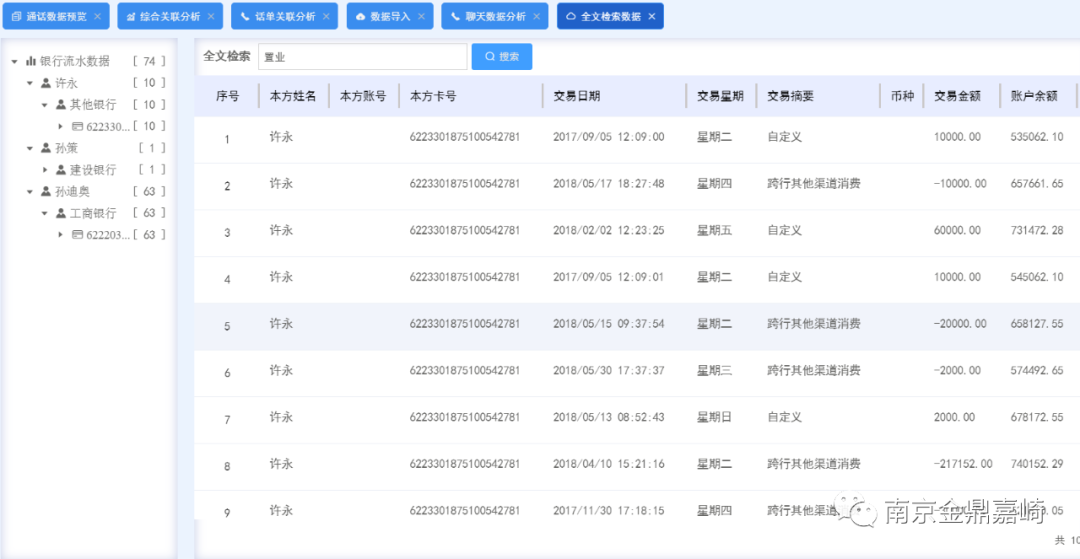 通话数据预览 × 综合关联分析 × 话单关联分析 × 数据导入 × 聊天数据分析 × 全文检索数据 ×
银行流水数据 [ 74 ]
许永 [ 10 ]
其他银行 [ 10 ]
622330... [ 10 ]
孙策 [ 1 ]
建设银行 [ 1 ]
孙迪奥 [ 63 ]
工商银行 [ 63 ]
622203... [ 63 ]
全文检索 置业 搜索
序号 本方姓名 本方账号 本方卡号 交易日期 交易星期 交易摘要 币种 交易金额 账户余额
1 许永 6223301875100542781 2017/09/05 12:09:00 星期二 自定义 10000.00 535062.10
2 许永 6223301875100542781 2018/05/17 18:27:48 星期四 跨行其他渠道消费 -10000.00 657661.65
3 许永 6223301875100542781 2018/02/02 12:23:25 星期五 自定义 60000.00 731472.28
4 许永 6223301875100542781 2017/09/05 12:09:01 星期二 自定义 10000.00 545062.10
5 许永 6223301875100542781 2018/05/15 09:37:54 星期二 跨行其他渠道消费 -20000.00 658127.55
6 许永 6223301875100542781 2018/05/30 17:37:37 星期三 跨行其他渠道消费 -2000.00 574492.65
7 许永 6223301875100542781 2018/05/13 08:52:43 星期日 自定义 2000.00 678172.55
8 许永 6223301875100542781 2018/04/10 15:21:16 星期二 跨行其他渠道消费 -217152.00 740152.29
9 许永 6223301875100542781 2017/11/30 17:18:15 星期四 跨行其他渠道消费
南京金鼎嘉崎
共 10